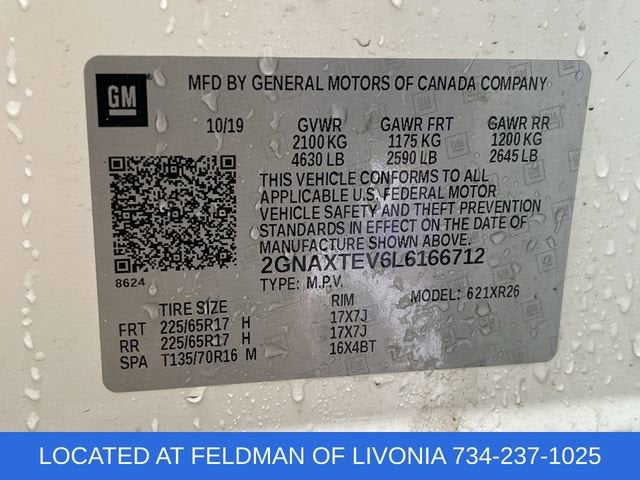 GM
MFD BY GENERAL MOTORS OF CANADA COMPANY
10/19 GVWR GAWR FRT GAWR RR
2100 KG 1175 KG 1200 KG
4630 LB 2590 LB 2645 LB
THIS VEHICLE CONFORMS TO ALL
APPLICABLE U.S. FEDERAL MOTOR
VEHICLE SAFETY AND THEFT PREVENTION
STANDARDS IN EFFECT ON THE DATE OF
MANUFACTURE SHOWN ABOVE.
2GNAXTEV6L6166712
8624
TYPE: M.P.V. MODEL: 621XR26
TIRE SIZE RIM
FRT 225/65R17 H 17X7J
RR 225/65R17 H 17X7J
SPA T135/70R16 M 16X4BT
LOCATED AT FELDMAN OF LIVONIA 734-237-1025